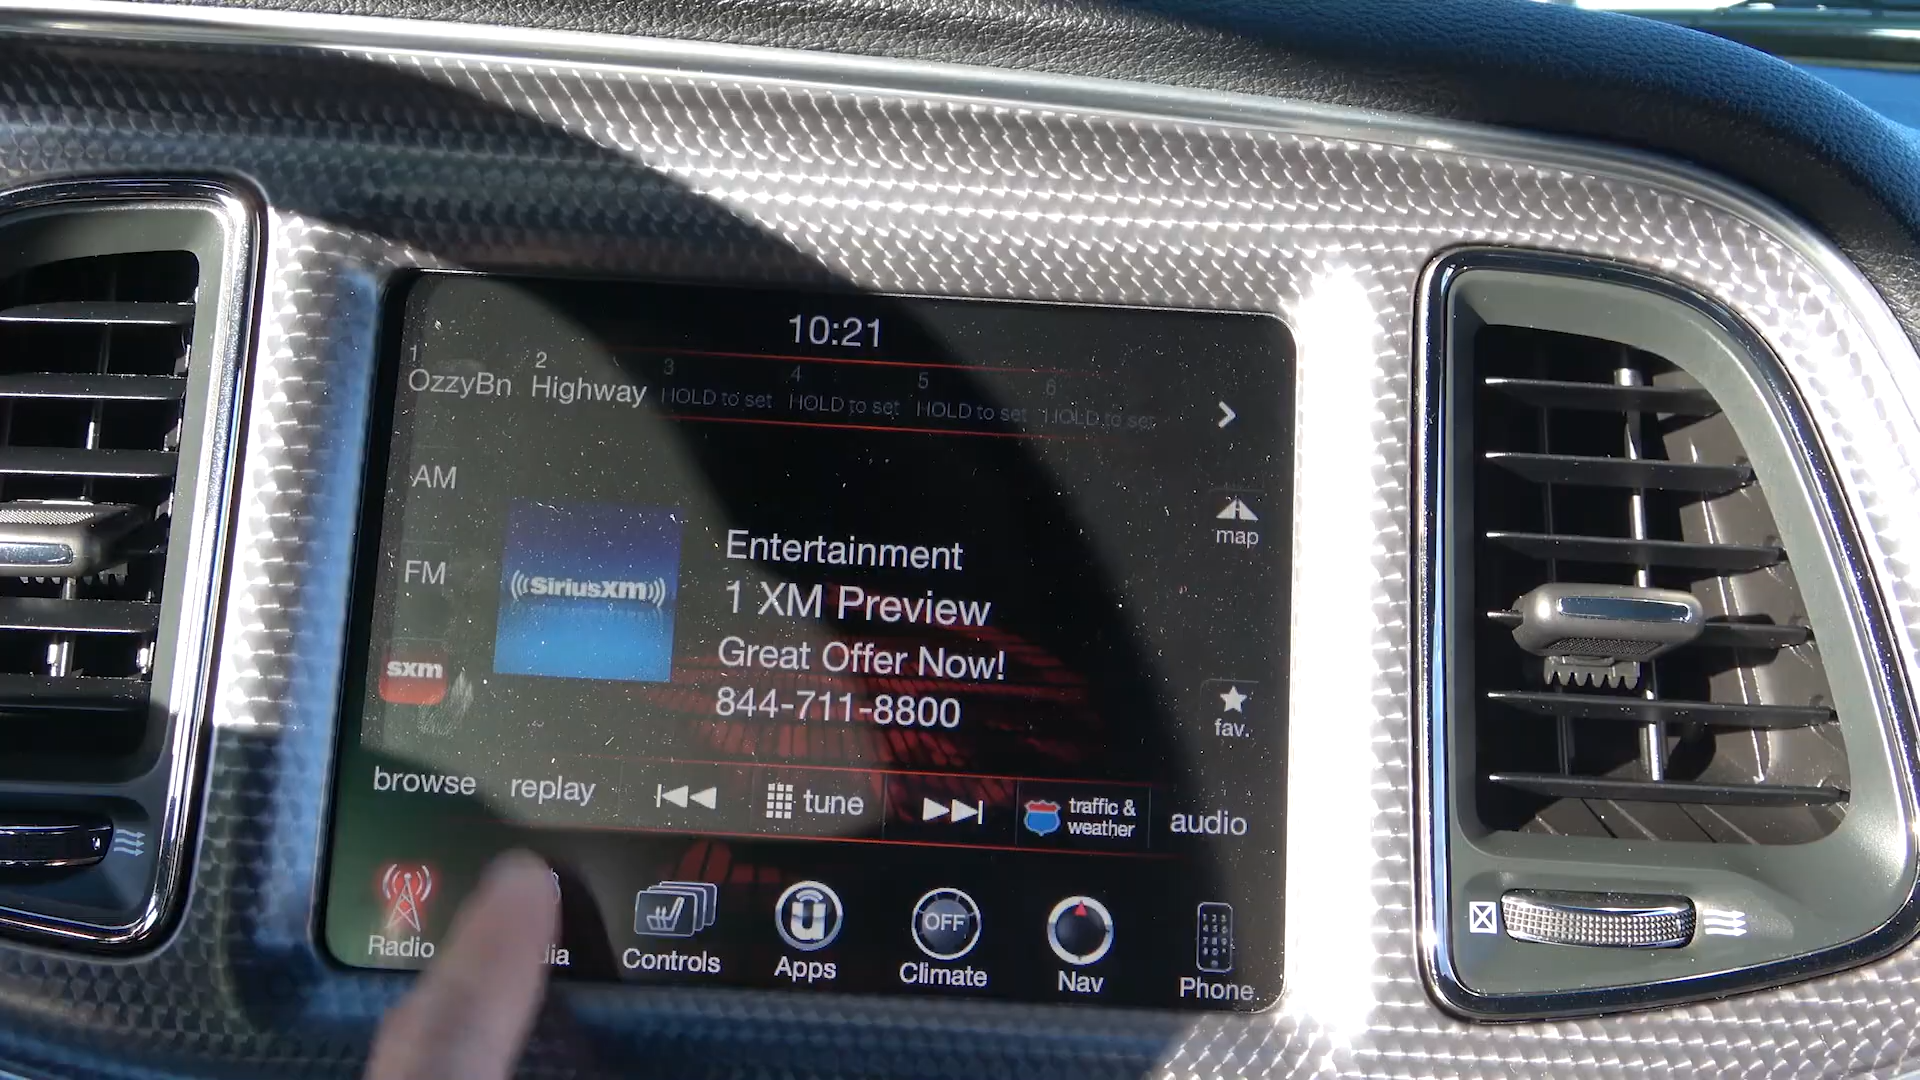 10:21
1 2 3 4 5 6
OzzyBn Highway HOLD to set HOLD to set HOLD to set HOLD to set
AM
FM
sxm
((SiriusXM))
Entertainment
1 XM Preview
Great Offer Now!
844-711-8800
map
fav.
browse replay tune traffic &
weather audio
Radio dia Controls Apps Climate Nav Phone
OFF